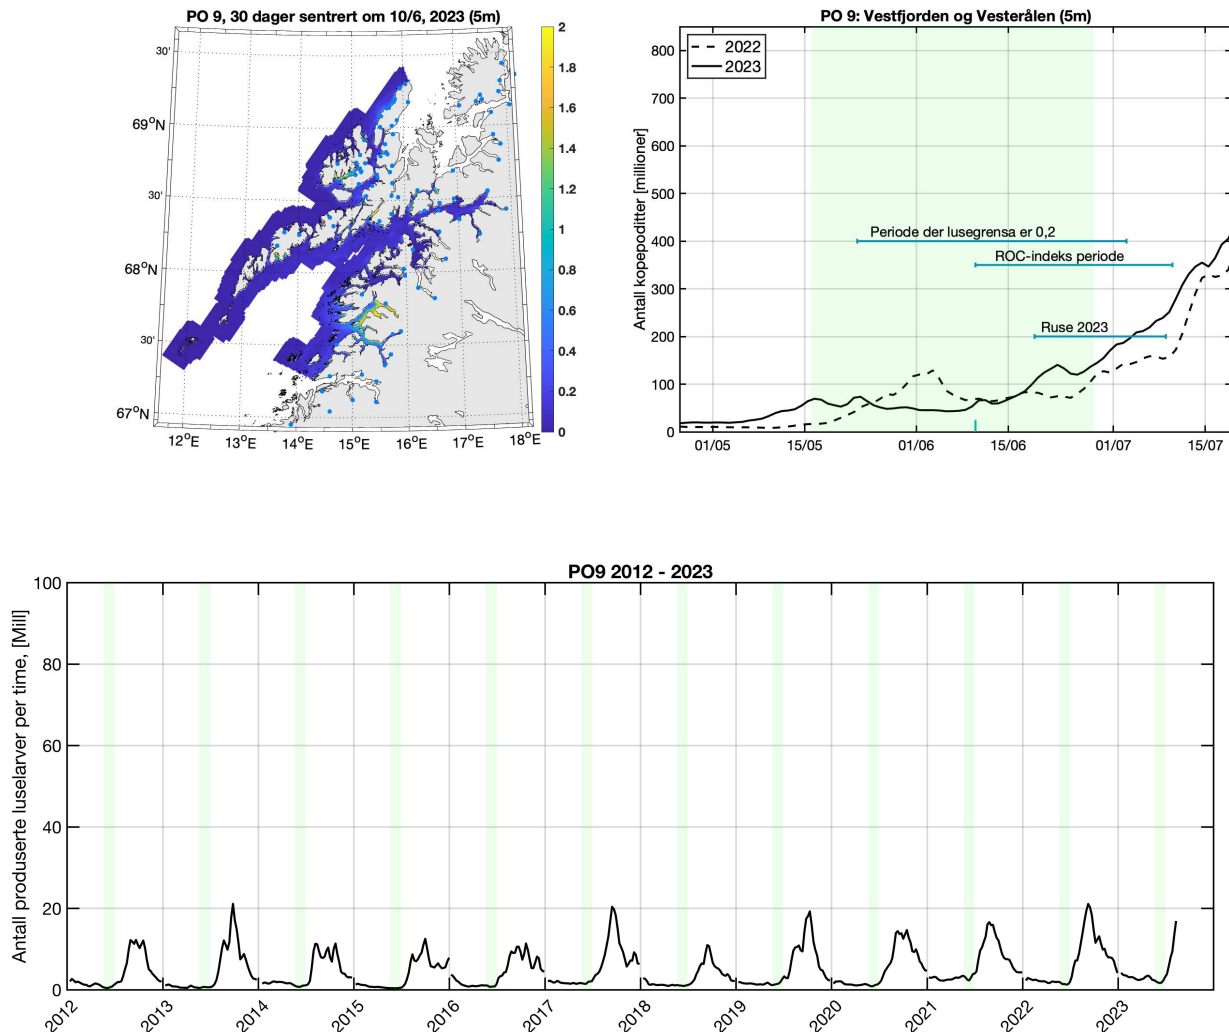 PO 9, 30 dager sentrert om 10/6, 2023 (5m)
30'
69°N
30'
68°N
30'
67°N
12°E 13°E 14°E 15°E 16°E 17°E 18°E
2
1.8
1.6
1.4
1.2
1
0.8
0.6
0.4
0.2
0
PO 9: Vestfjorden og Vesterålen (5m)
2022
2023
Antall kopepoditter [millioner]
800
700
600
500
400
300
200
100
0
Periode der lusegrensa er 0,2
ROC-indeks periode
Ruse 2023
01/05 15/05 01/06 15/06 01/07 15/07
PO9 2012 - 2023
Antall produserte luselarver per time, [Mill]
100
80
60
40
20
0
2012 2013 2014 2015 2016 2017 2018 2019 2020 2021 2022 2023